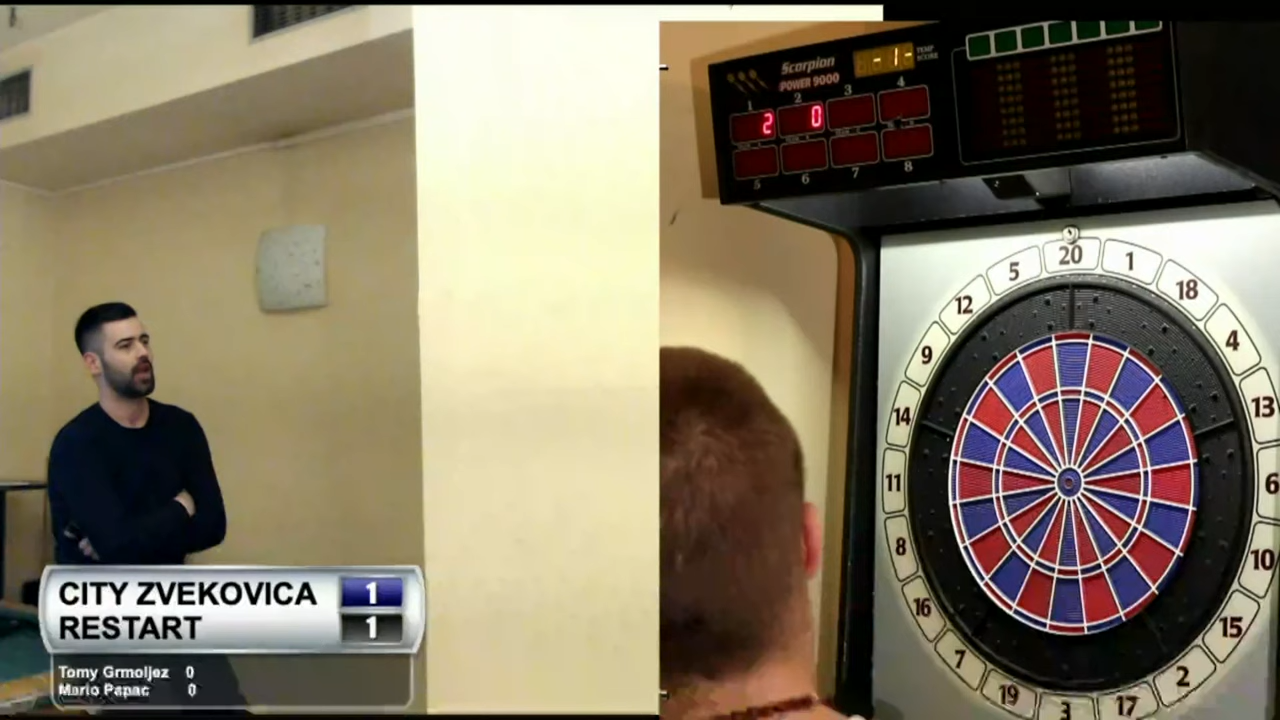 Scorpion
POWER 9000
-1-
TEMP SCORE
1 2 3 4
2 0
5 6 7 8
20
1
18
4
13
6
10
15
2
17
3
19
7
16
8
11
14
9
12
5
CITY ZVEKOVICA 1
RESTART 1
Tomy Grmoljez 0
Mario Papac 0